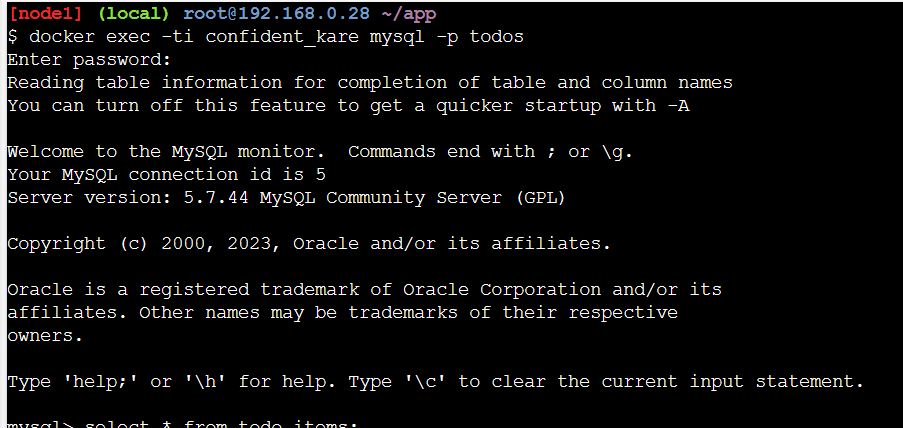 [node1] (local) root@192.168.0.28 ~/app
$ docker exec -ti confident_kare mysql -p todos
Enter password:
Reading table information for completion of table and column names
You can turn off this feature to get a quicker startup with -A
Welcome to the MySQL monitor.  Commands end with ; or \g.
Your MySQL connection id is 5
Server version: 5.7.44 MySQL Community Server (GPL)
Copyright (c) 2000, 2023, Oracle and/or its affiliates.
Oracle is a registered trademark of Oracle Corporation and/or its
affiliates. Other names may be trademarks of their respective
owners.
Type 'help;' or '\h' for help. Type '\c' to clear the current input statement.
mysql> select * from todo_items;